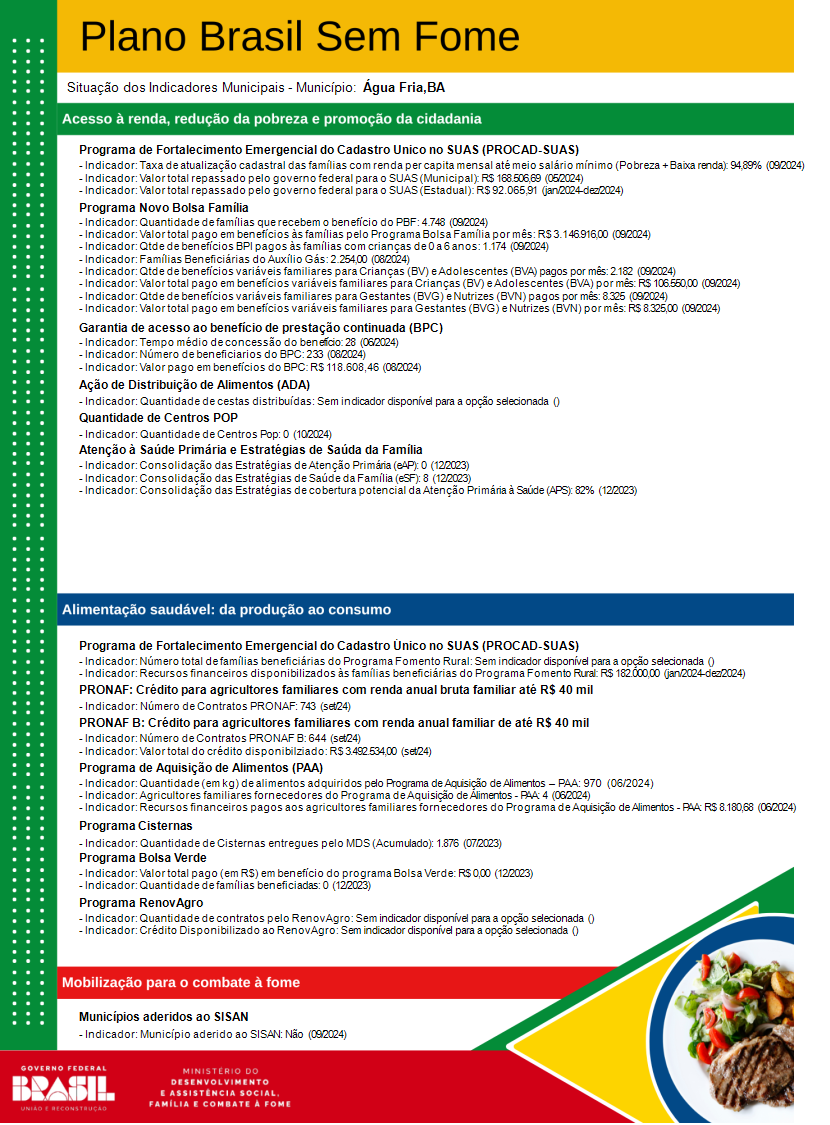 Plano Brasil Sem Fome
Situação dos Indicadores Municipais - Município: Água Fria,BA
Acesso à renda, redução da pobreza e promoção da cidadania
Programa de Fortalecimento Emergencial do Cadastro Único no SUAS (PROCAD-SUAS)
- Indicador: Taxa de atualização cadastral das famílias com renda per capita mensal até meio salário mínimo (Pobreza + Baixa renda): 94,89% (09/2024)
- Indicador: Valor total repassado pelo governo federal para o SUAS (Municipal): R$ 168.506,69 (05/2024)
- Indicador: Valor total repassado pelo governo federal para o SUAS (Estadual): R$ 92.065,91 (jan/2024-dez/2024)
Programa Novo Bolsa Família
- Indicador: Quantidade de famílias que recebem o benefício do PBF: 4.748 (09/2024)
- Indicador: Valor total pago em benefícios às famílias pelo Programa Bolsa Família por mês: R$ 3.146.916,00 (09/2024)
- Indicador: Qtde de benefícios BPI pagos às famílias com crianças de 0 a 6 anos: 1.174 (09/2024)
- Indicador: Famílias Beneficiárias do Auxílio Gás: 2.254,00 (08/2024)
- Indicador: Qtde de benefícios variáveis familiares para Crianças (BV) e Adolescentes (BVA) pagos por mês: 2.182 (09/2024)
- Indicador: Valor total pago em benefícios variáveis familiares para Crianças (BV) e Adolescentes (BVA) por mês: R$ 106.550,00 (09/2024)
- Indicador: Qtde de benefícios variáveis familiares para Gestantes (BVG) e Nutrizes (BVN) pagos por mês: 8.325 (09/2024)
- Indicador: Valor total pago em benefícios variáveis familiares para Gestantes (BVG) e Nutrizes (BVN) por mês: R$ 8.325,00 (09/2024)
Garantia de acesso ao benefício de prestação continuada (BPC)
- Indicador: Tempo médio de concessão do benefício: 28 (06/2024)
- Indicador: Número de beneficiarios do BPC: 233 (08/2024)
- Indicador: Valor pago em benefícios do BPC: R$ 118.608,46 (08/2024)
Ação de Distribuição de Alimentos (ADA)
- Indicador: Quantidade de cestas distribuídas: Sem indicador disponível para a opção selecionada ()
Quantidade de Centros POP
- Indicador: Quantidade de Centros Pop: 0 (10/2024)
Atenção à Saúde Primária e Estratégias de Saúda da Família
- Indicador: Consolidação das Estratégias de Atenção Primária (eAP): 0 (12/2023)
- Indicador: Consolidação das Estratégias de Saúde da Família (eSF): 8 (12/2023)
- Indicador: Consolidação das Estratégias de cobertura potencial da Atenção Primária à Saúde (APS): 82% (12/2023)
Alimentação saudável: da produção ao consumo
Programa de Fortalecimento Emergencial do Cadastro Único no SUAS (PROCAD-SUAS)
- Indicador: Número total de famílias beneficiárias do Programa Fomento Rural: Sem indicador disponível para a opção selecionada ()
- Indicador: Recursos financeiros disponibilizados às famílias beneficiárias do Programa Fomento Rural: R$ 182.000,00 (jan/2024-dez/2024)
PRONAF: Crédito para agricultores familiares com renda anual bruta familiar até R$ 40 mil
- Indicador: Número de Contratos PRONAF: 743 (set/24)
PRONAF B: Crédito para agricultores familiares com renda anual familiar de até R$ 40 mil
- Indicador: Número de Contratos PRONAF B: 644 (set/24)
- Indicador: Valor total do crédito disponibilziado: R$ 3.492.534,00 (set/24)
Programa de Aquisição de Alimentos (PAA)
- Indicador: Quantidade (em kg) de alimentos adquiridos pelo Programa de Aquisição de Alimentos – PAA: 970 (06/2024)
- Indicador: Agricultores familiares fornecedores do Programa de Aquisição de Alimentos - PAA: 4 (06/2024)
- Indicador: Recursos financeiros pagos aos agricultores familiares fornecedores do Programa de Aquisição de Alimentos - PAA: R$ 8.180,68 (06/2024)
Programa Cisternas
- Indicador: Quantidade de Cisternas entregues pelo MDS (Acumulado): 1.876 (07/2023)
Programa Bolsa Verde
- Indicador: Valor total pago (em R$) em benefício do programa Bolsa Verde: R$ 0,00 (12/2023)
- Indicador: Quantidade de famílias beneficiadas: 0 (12/2023)
Programa RenovAgro
- Indicador: Quantidade de contratos pelo RenovAgro: Sem indicador disponível para a opção selecionada ()
- Indicador: Crédito Disponibilizado ao RenovAgro: Sem indicador disponível para a opção selecionada ()
Mobilização para o combate à fome
Municípios aderidos ao SISAN
- Indicador: Município aderido ao SISAN: Não (09/2024)
GOVERNO FEDERAL
BRASIL
UNIÃO E RECONSTRUÇÃO
MINISTÉRIO DO
DESENVOLVIMENTO
E ASSISTÊNCIA SOCIAL,
FAMÍLIA E COMBATE À FOME